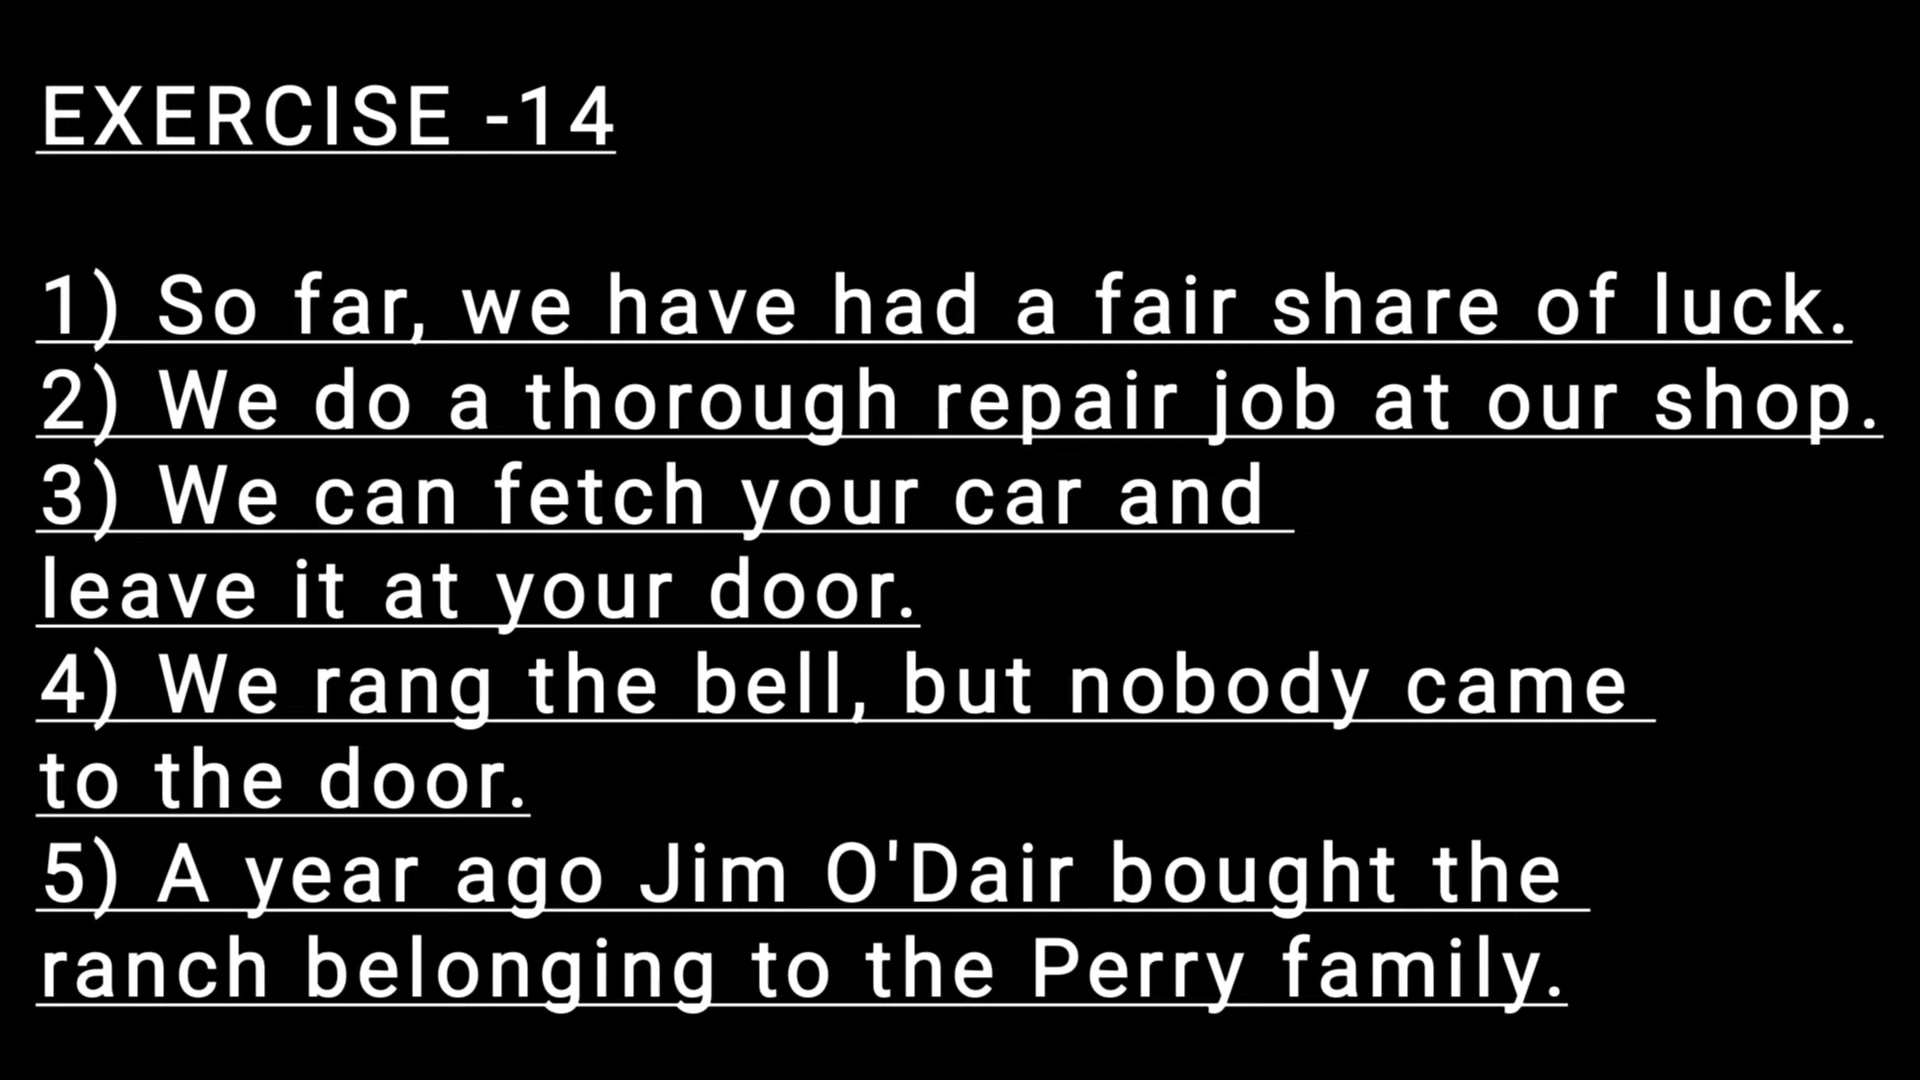 EXERCISE -14
1) So far, we have had a fair share of luck.
2) We do a thorough repair job at our shop.
3) We can fetch your car and
leave it at your door.
4) We rang the bell, but nobody came
to the door.
5) A year ago Jim O'Dair bought the
ranch belonging to the Perry family.